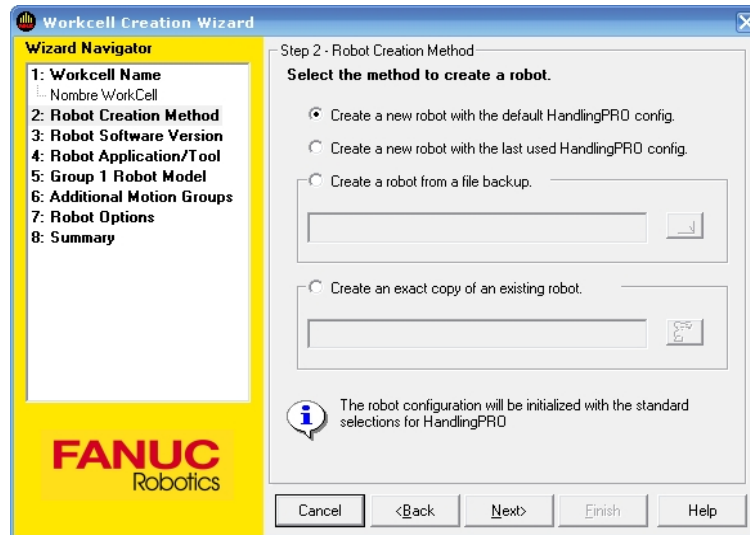 Workcell Creation Wizard
Wizard Navigator
1: Workcell Name
Nombre WorkCell
2: Robot Creation Method
3: Robot Software Version
4: Robot Application/Tool
5: Group 1 Robot Model
6: Additional Motion Groups
7: Robot Options
8: Summary
FANUC
Robotics
Step 2 - Robot Creation Method
Select the method to create a robot.
Create a new robot with the default HandlingPRO config.
Create a new robot with the last used HandlingPRO config.
Create a robot from a file backup.
Create an exact copy of an existing robot.
The robot configuration will be initialized with the standard
selections for HandlingPRO
Cancel <Back Next> Finish Help